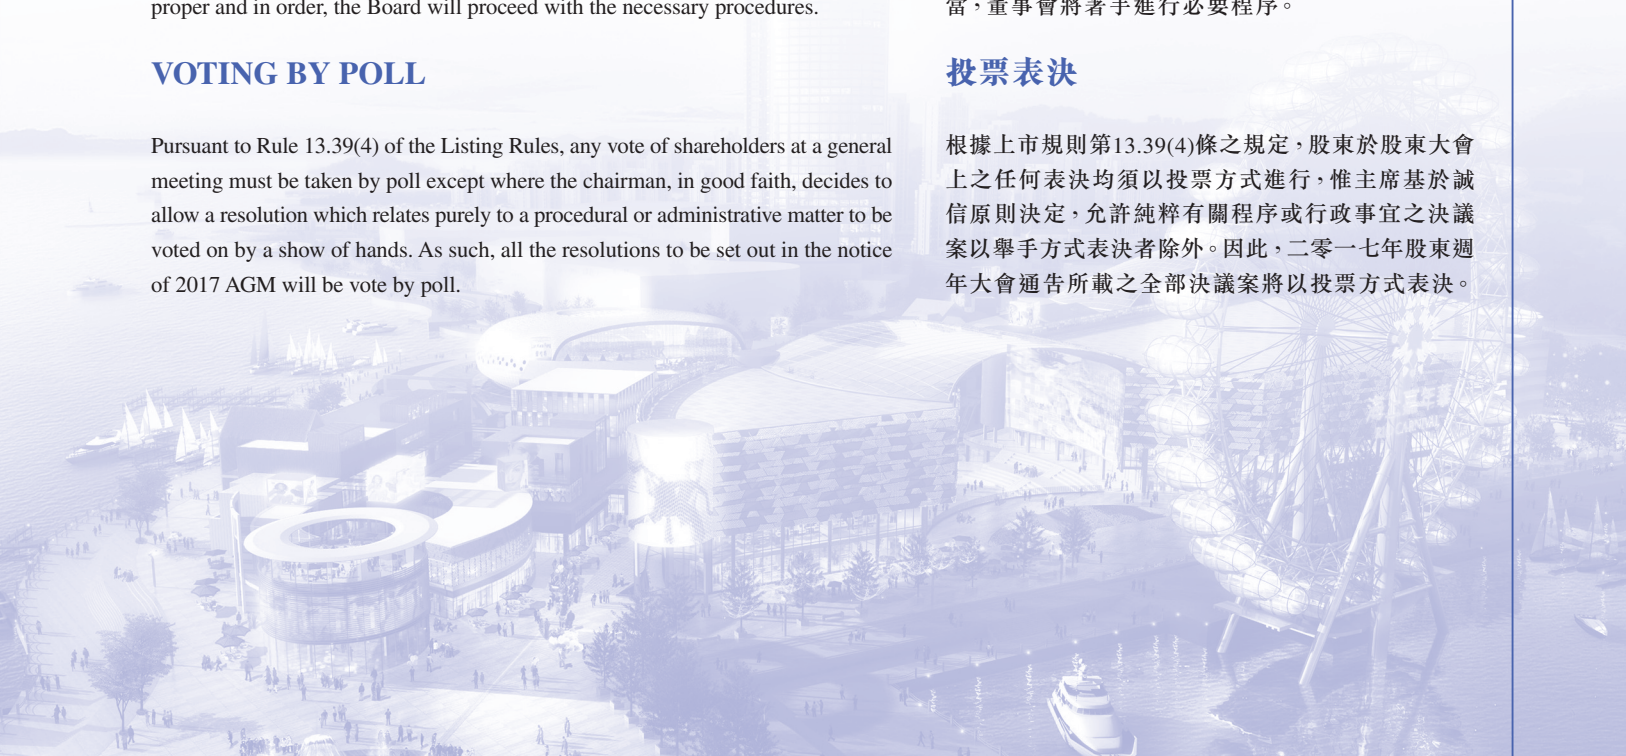 proper and in order, the Board will proceed with the necessary procedures.
VOTING BY POLL
Pursuant to Rule 13.39(4) of the Listing Rules, any vote of shareholders at a general
meeting must be taken by poll except where the chairman, in good faith, decides to
allow a resolution which relates purely to a procedural or administrative matter to be
voted on by a show of hands. As such, all the resolutions to be set out in the notice
of 2017 AGM will be vote by poll.
當，董事會將著手進行必要程序。
投票表決
根據上市規則第13.39(4)條之規定，股東於股東大會
上之任何表決均須以投票方式進行，惟主席基於誠
信原則決定，允許純粹有關程序或行政事宜之決議
案以舉手方式表決者除外。因此，二零一七年股東週
年大會通告所載之全部決議案將以投票方式表決。